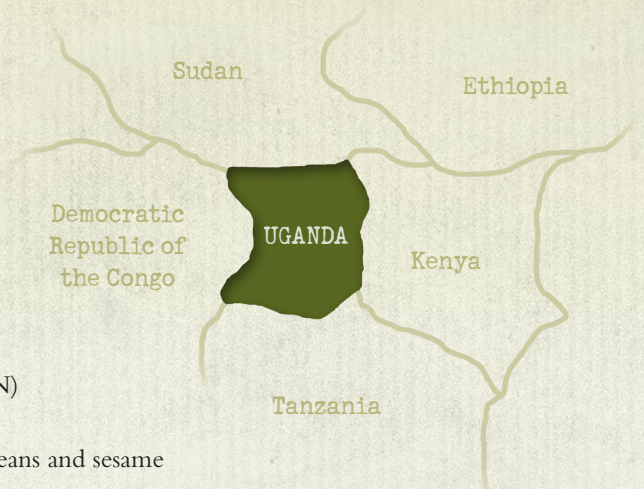 Sudan
Ethiopia
Democratic
Republic of
the Congo
UGANDA
Kenya
N)
Tanzania
eans and sesame